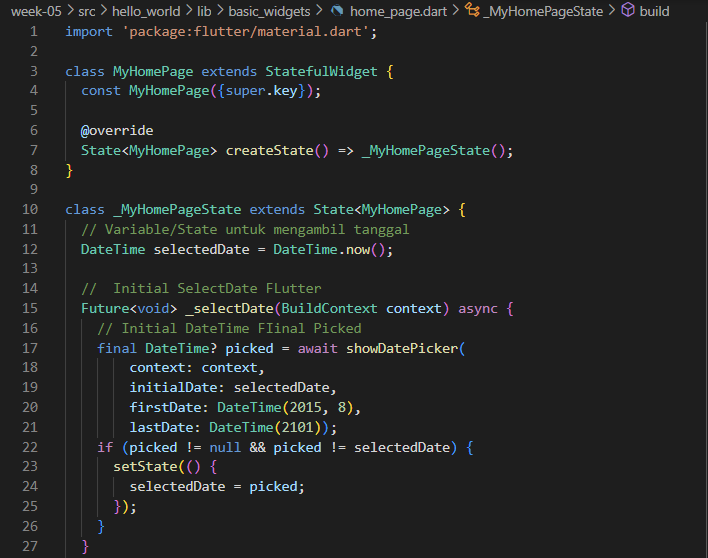 week-05 > src > hello_world > lib > basic_widgets > home_page.dart > _MyHomePageState > build
1 import 'package:flutter/material.dart';
2
3 class MyHomePage extends StatefulWidget {
4   const MyHomePage({super.key});
5
6   @override
7   State<MyHomePage> createState() => _MyHomePageState();
8 }
9
10 class _MyHomePageState extends State<MyHomePage> {
11   // Variable/State untuk mengambil tanggal
12   DateTime selectedDate = DateTime.now();
13
14   //  Initial SelectDate FLutter
15   Future<void> _selectDate(BuildContext context) async {
16     // Initial DateTime FIinal Picked
17     final DateTime? picked = await showDatePicker(
18         context: context,
19         initialDate: selectedDate,
20         firstDate: DateTime(2015, 8),
21         lastDate: DateTime(2101));
22     if (picked != null && picked != selectedDate) {
23       setState(() {
24         selectedDate = picked;
25       });
26     }
27   }